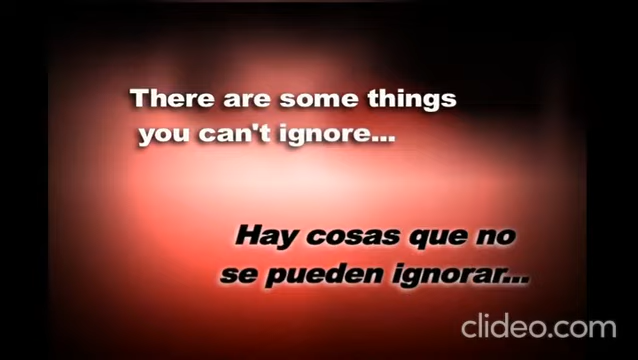 There are some things
you can't ignore...
Hay cosas que no
se pueden ignorar...
clideo.com